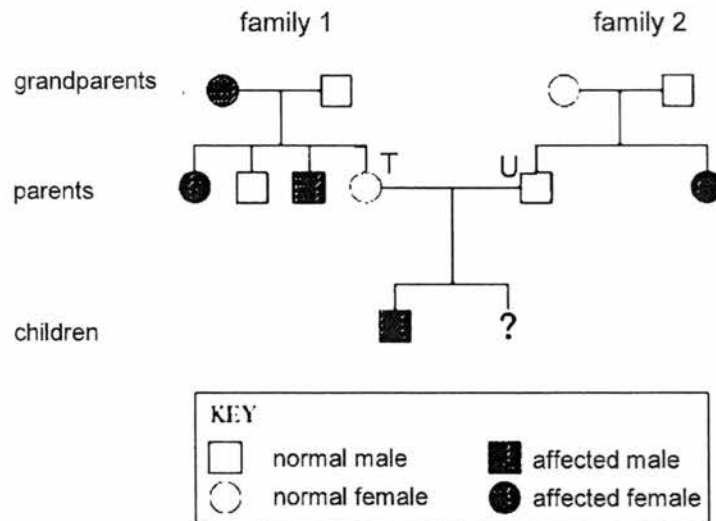 family 1 family 2
grandparents
T U
parents
children
?
KEY
normal male affected male
normal female affected female